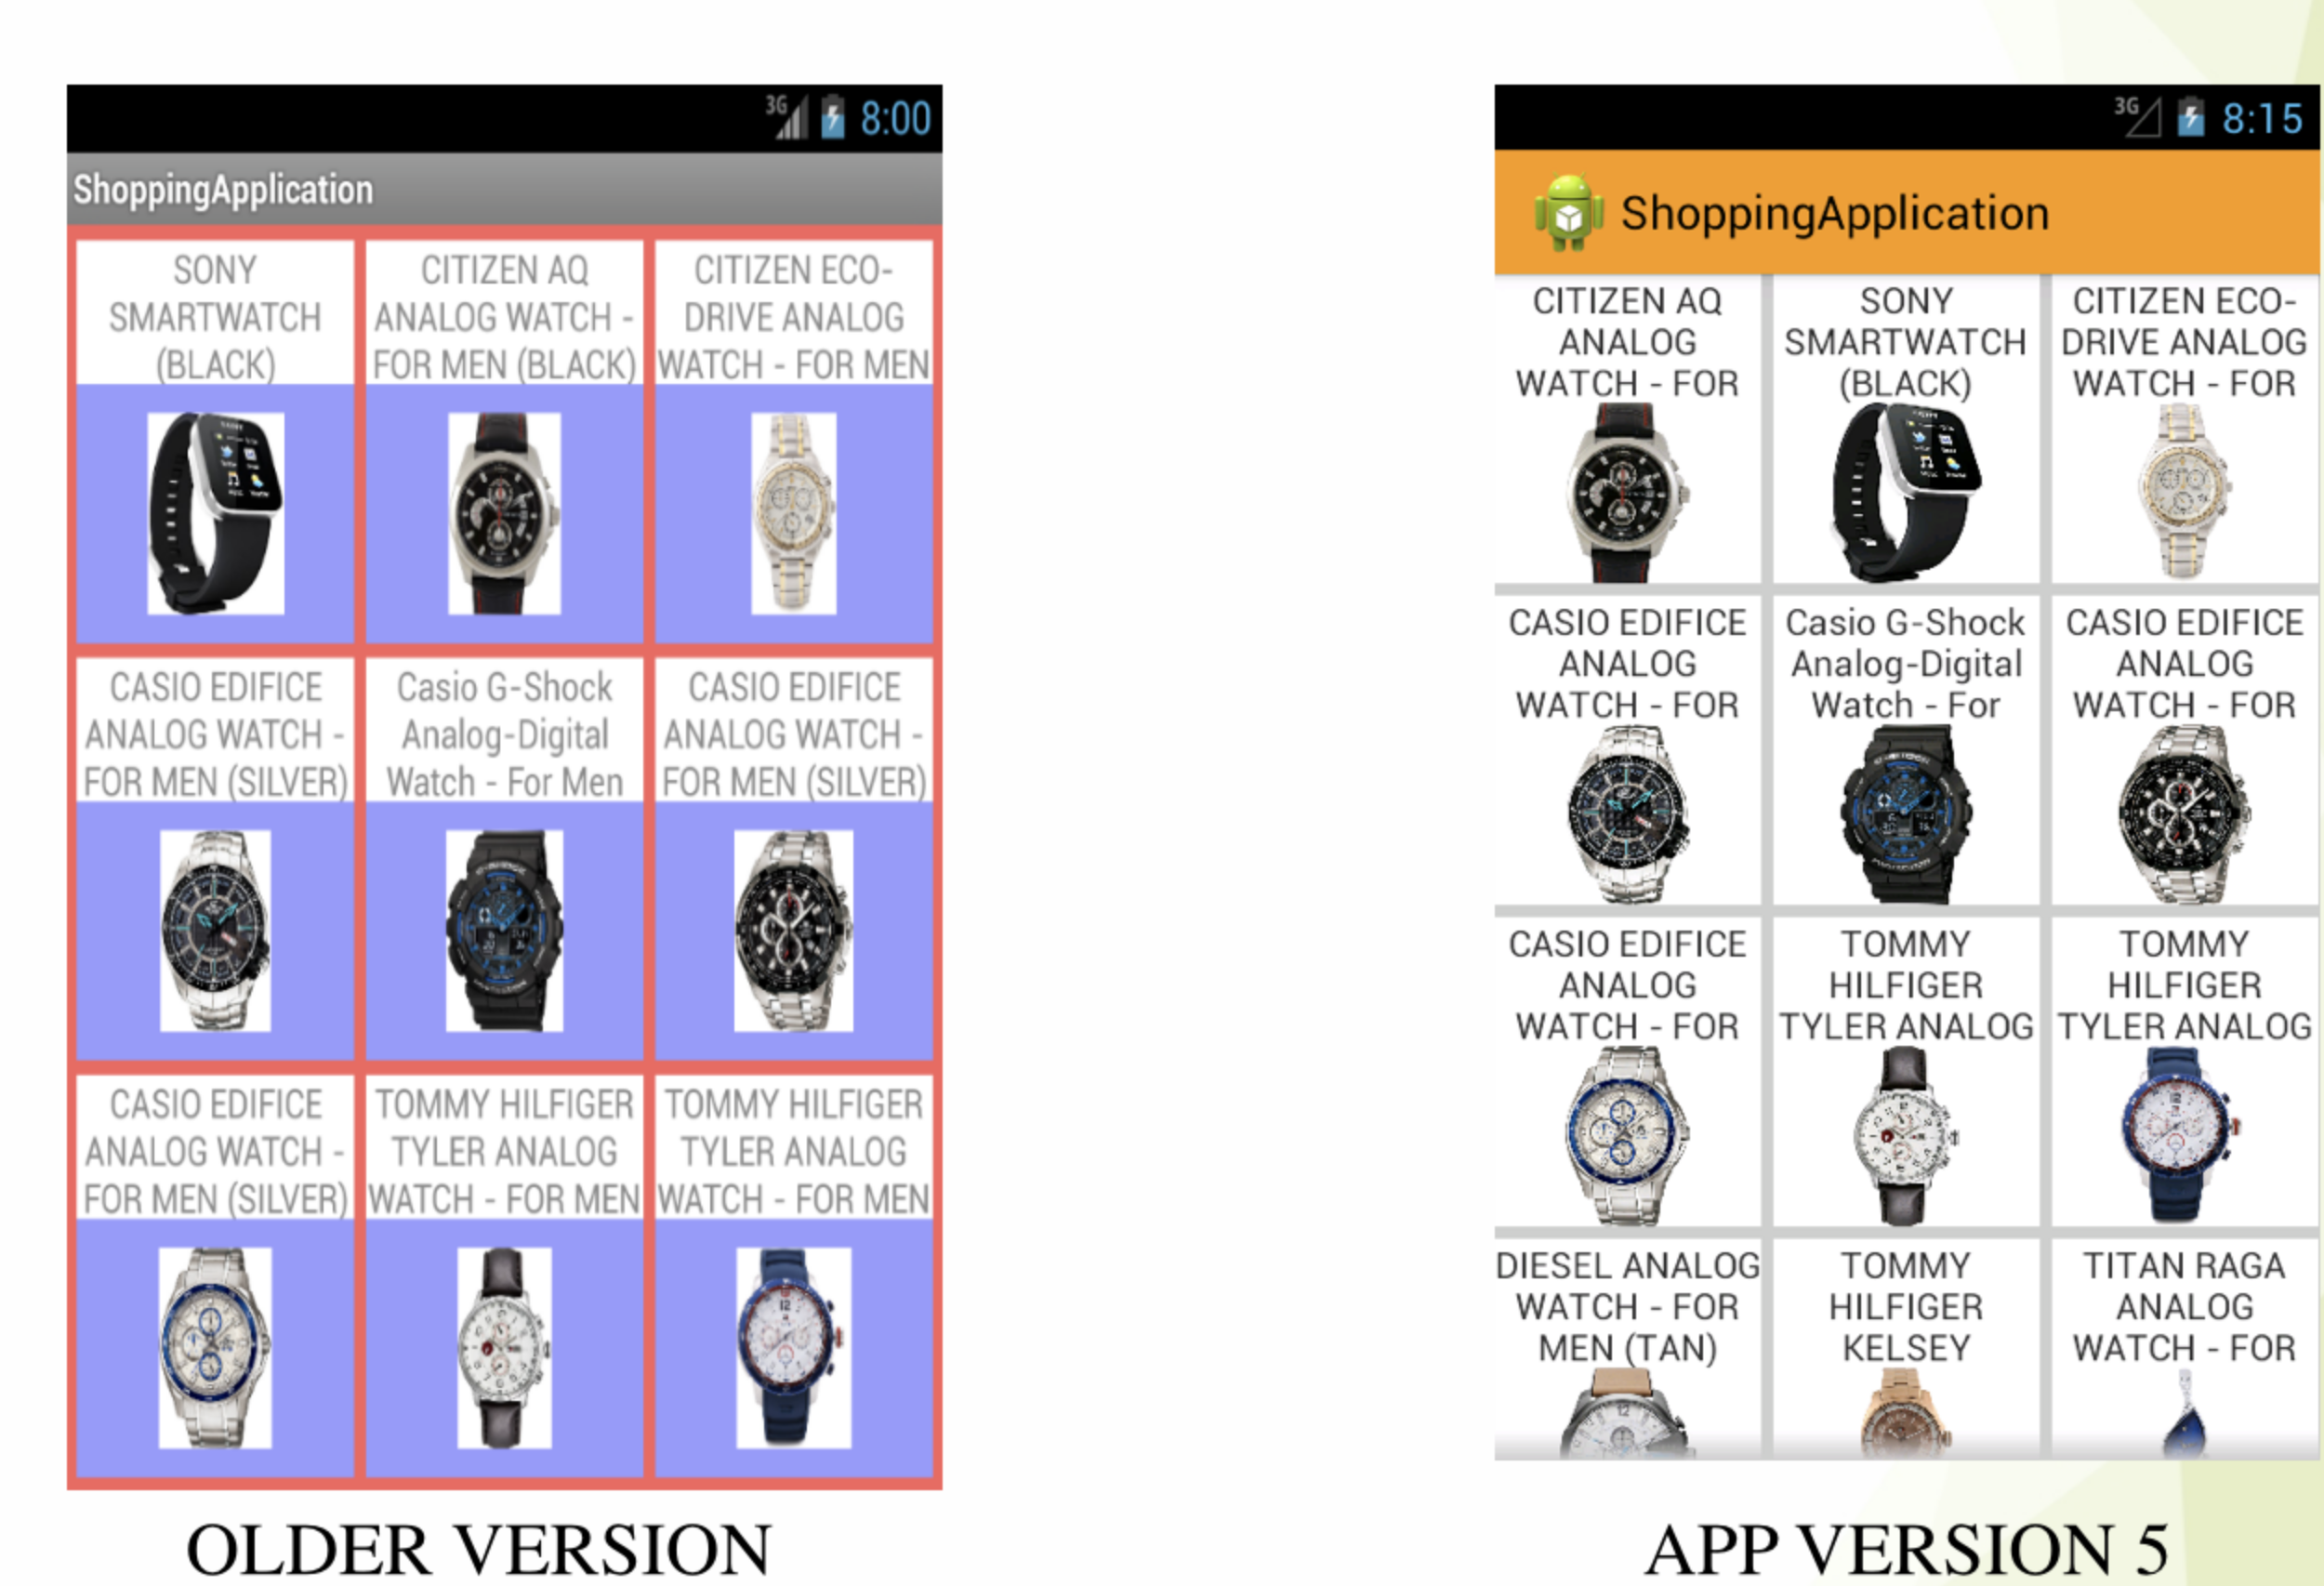 3G 8:00
ShoppingApplication
SONY
SMARTWATCH
(BLACK)
CITIZEN AQ
ANALOG WATCH -
FOR MEN (BLACK)
CITIZEN ECO-
DRIVE ANALOG
WATCH - FOR MEN
CASIO EDIFICE
ANALOG WATCH -
FOR MEN (SILVER)
Casio G-Shock
Analog-Digital
Watch - For Men
CASIO EDIFICE
ANALOG WATCH -
FOR MEN (SILVER)
CASIO EDIFICE
ANALOG WATCH -
FOR MEN (SILVER)
TOMMY HILFIGER
TYLER ANALOG
WATCH - FOR MEN
TOMMY HILFIGER
TYLER ANALOG
WATCH - FOR MEN
OLDER VERSION
3G 8:15
ShoppingApplication
CITIZEN AQ
ANALOG
WATCH - FOR
SONY
SMARTWATCH
(BLACK)
CITIZEN ECO-
DRIVE ANALOG
WATCH - FOR
CASIO EDIFICE
ANALOG
WATCH - FOR
Casio G-Shock
Analog-Digital
Watch - For
CASIO EDIFICE
ANALOG
WATCH - FOR
CASIO EDIFICE
ANALOG
WATCH - FOR
TOMMY
HILFIGER
TYLER ANALOG
TOMMY
HILFIGER
TYLER ANALOG
DIESEL ANALOG
WATCH - FOR
MEN (TAN)
TOMMY
HILFIGER
KELSEY
TITAN RAGA
ANALOG
WATCH - FOR
APP VERSION 5